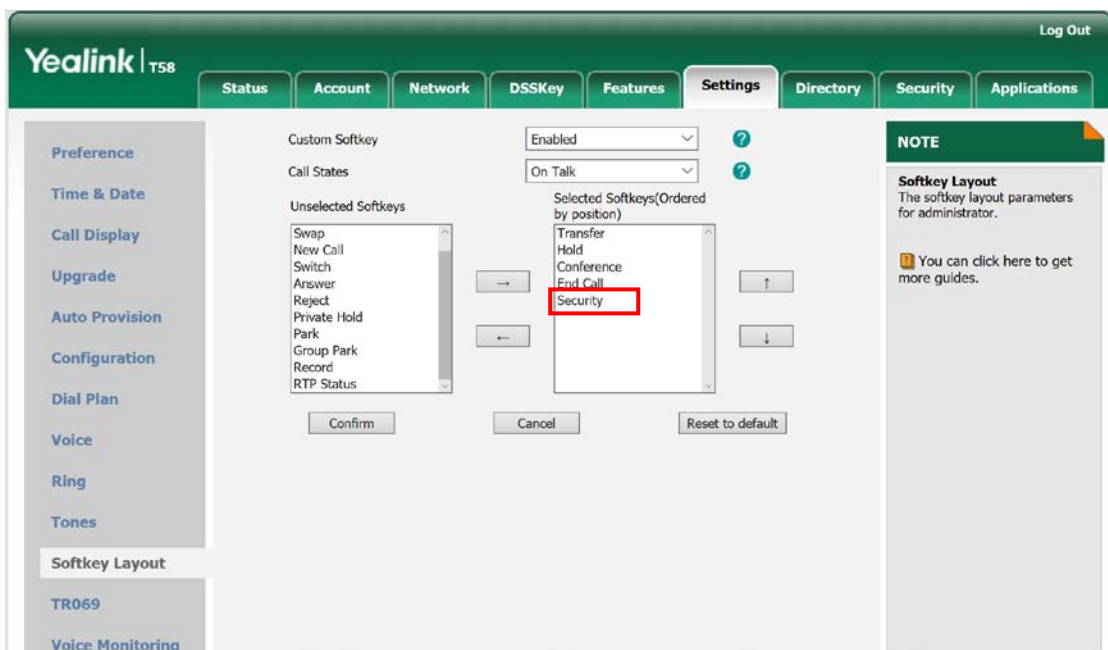 Log Out
Yealink | T58
Status Account Network DSSKey Features Settings Directory Security Applications
Preference
Time & Date
Call Display
Upgrade
Auto Provision
Configuration
Dial Plan
Voice
Ring
Tones
Softkey Layout
TR069
Voice Monitoring
Custom Softkey Enabled ?
Call States On Talk ?
Unselected Softkeys
Swap
New Call
Switch
Answer
Reject
Private Hold
Park
Group Park
Record
RTP Status
→
←
Selected Softkeys(Ordered
by position)
Transfer
Hold
Conference
End Call
Security
↑
↓
Confirm Cancel Reset to default
NOTE
Softkey Layout
The softkey layout parameters
for administrator.
? You can click here to get
more guides.